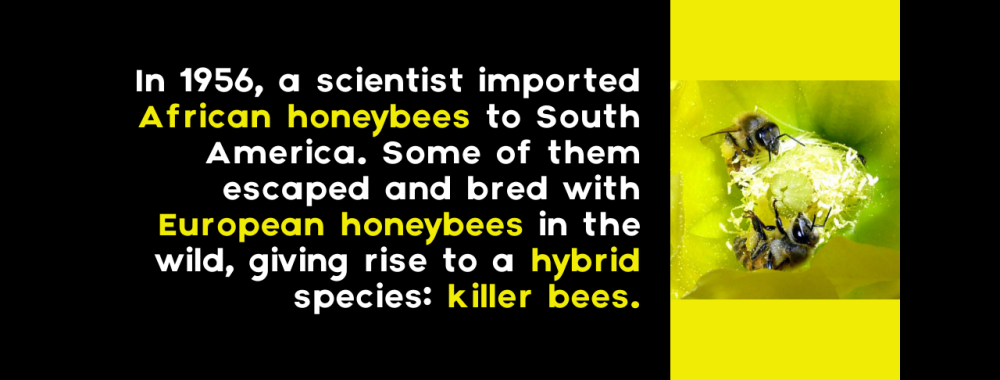 In 1956, a scientist imported
African honeybees to South
America. Some of them
escaped and bred with
European honeybees in the
wild, giving rise to a hybrid
species: killer bees.